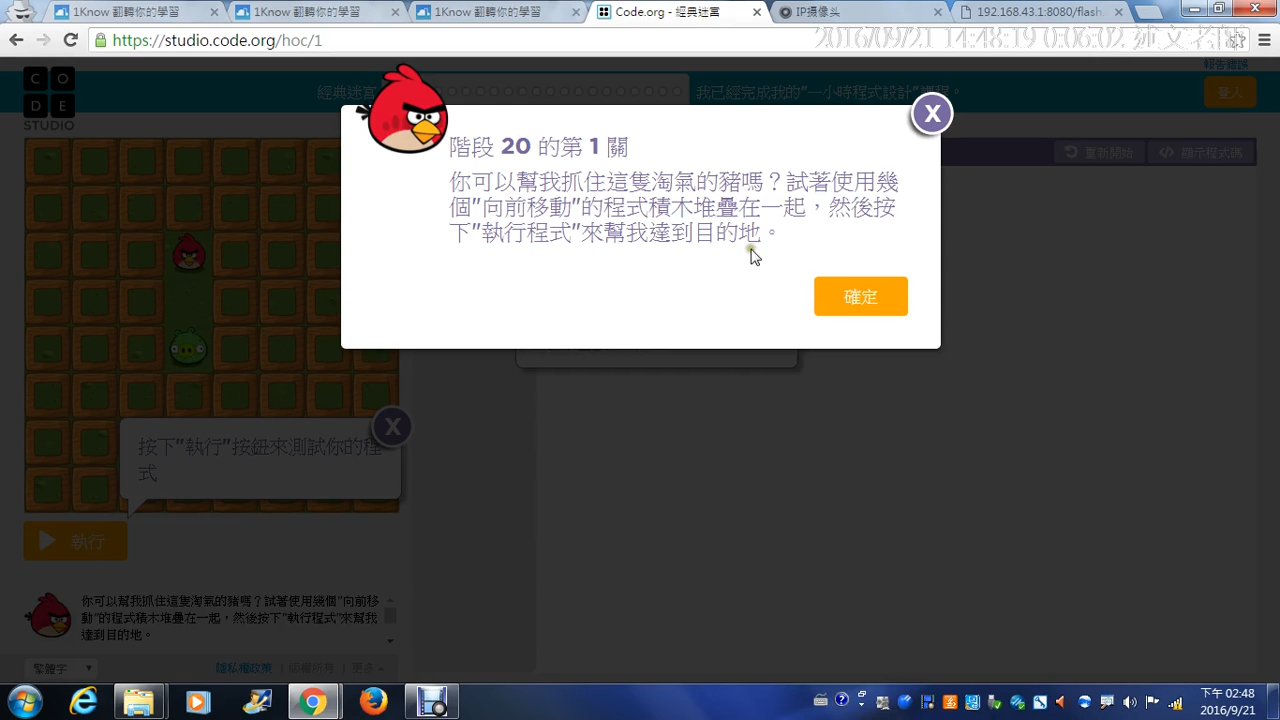 1Know 翻轉你的學習
1Know 翻轉你的學習
1Know 翻轉你的學習
Code.org - 經典迷宮
IP摄像头
192.168.43.1:8080/flash
https://studio.code.org/hoc/1
2016/09/21 14:48:19 0:06:02
報告錯誤
CODE
STUDIO
經典迷宮
我已經完成我的"一小時程式設計"課程。
登入
階段 20 的第 1 關
你可以幫我抓住這隻淘氣的豬嗎？試著使用幾
個"向前移動"的程式積木堆疊在一起，然後按
下"執行程式"來幫我達到目的地。
確定
重新開始
顯示程式碼
按下"執行"按鈕來測試你的程
式
執行
你可以幫我抓住這隻淘氣的豬嗎？試著使用幾個"向前移
動"的程式積木堆疊在一起，然後按下"執行程式"來幫我
達到目的地。
繁體字
隱私權政策
版權所有
更多
下午 02:48
2016/9/21